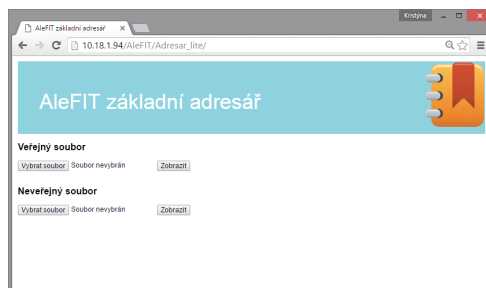 Kristýna
AleFIT základní adresář
10.18.1.94/AleFIT/Adresar_lite/
AleFIT základní adresář
Veřejný soubor
Vybrat soubor Soubor nevybrán Zobrazit
Neveřejný soubor
Vybrat soubor Soubor nevybrán Zobrazit